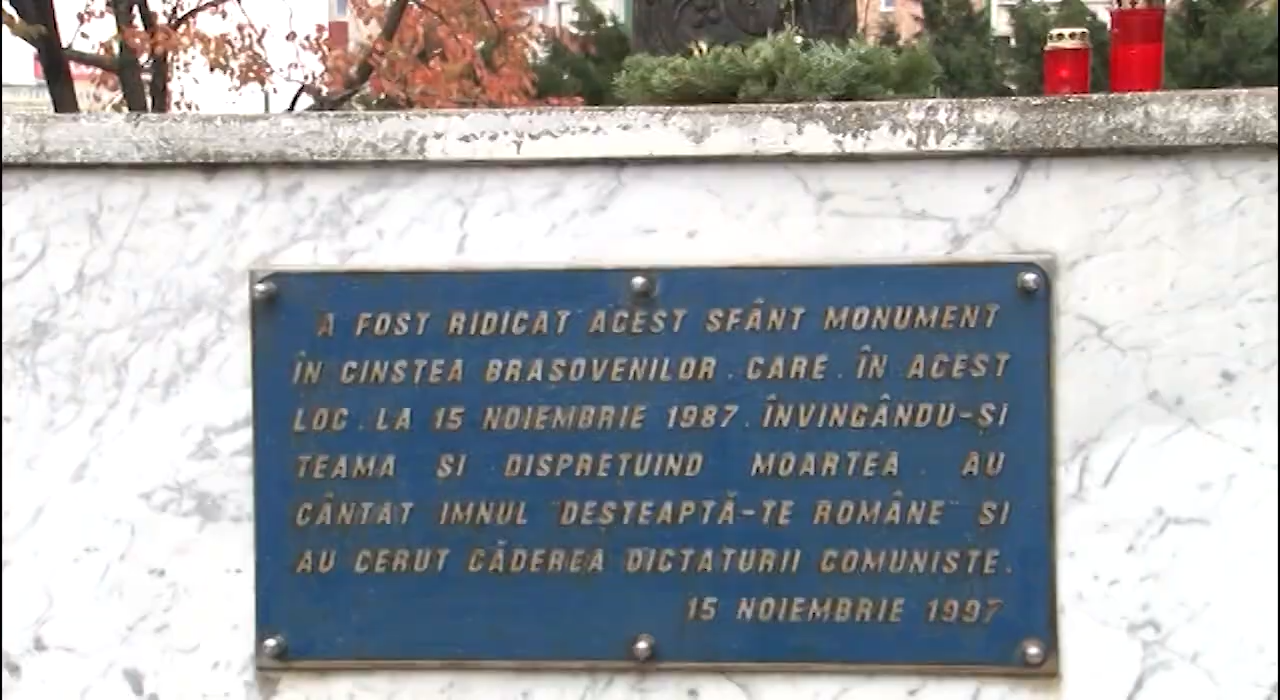 A FOST RIDICAT ACEST SFÂNT MONUMENT
ÎN CINSTEA BRAȘOVENILOR, CARE, ÎN ACEST
LOC, LA 15 NOIEMBRIE 1987, ÎNVINGÂNDU-ȘI
TEAMA SI DISPREȚUIND MOARTEA, AU
CÂNTAT IMNUL "DEȘTEAPTĂ-TE ROMÂNE" SI
AU CERUT CĂDEREA DICTATURII COMUNISTE.
15 NOIEMBRIE 1997